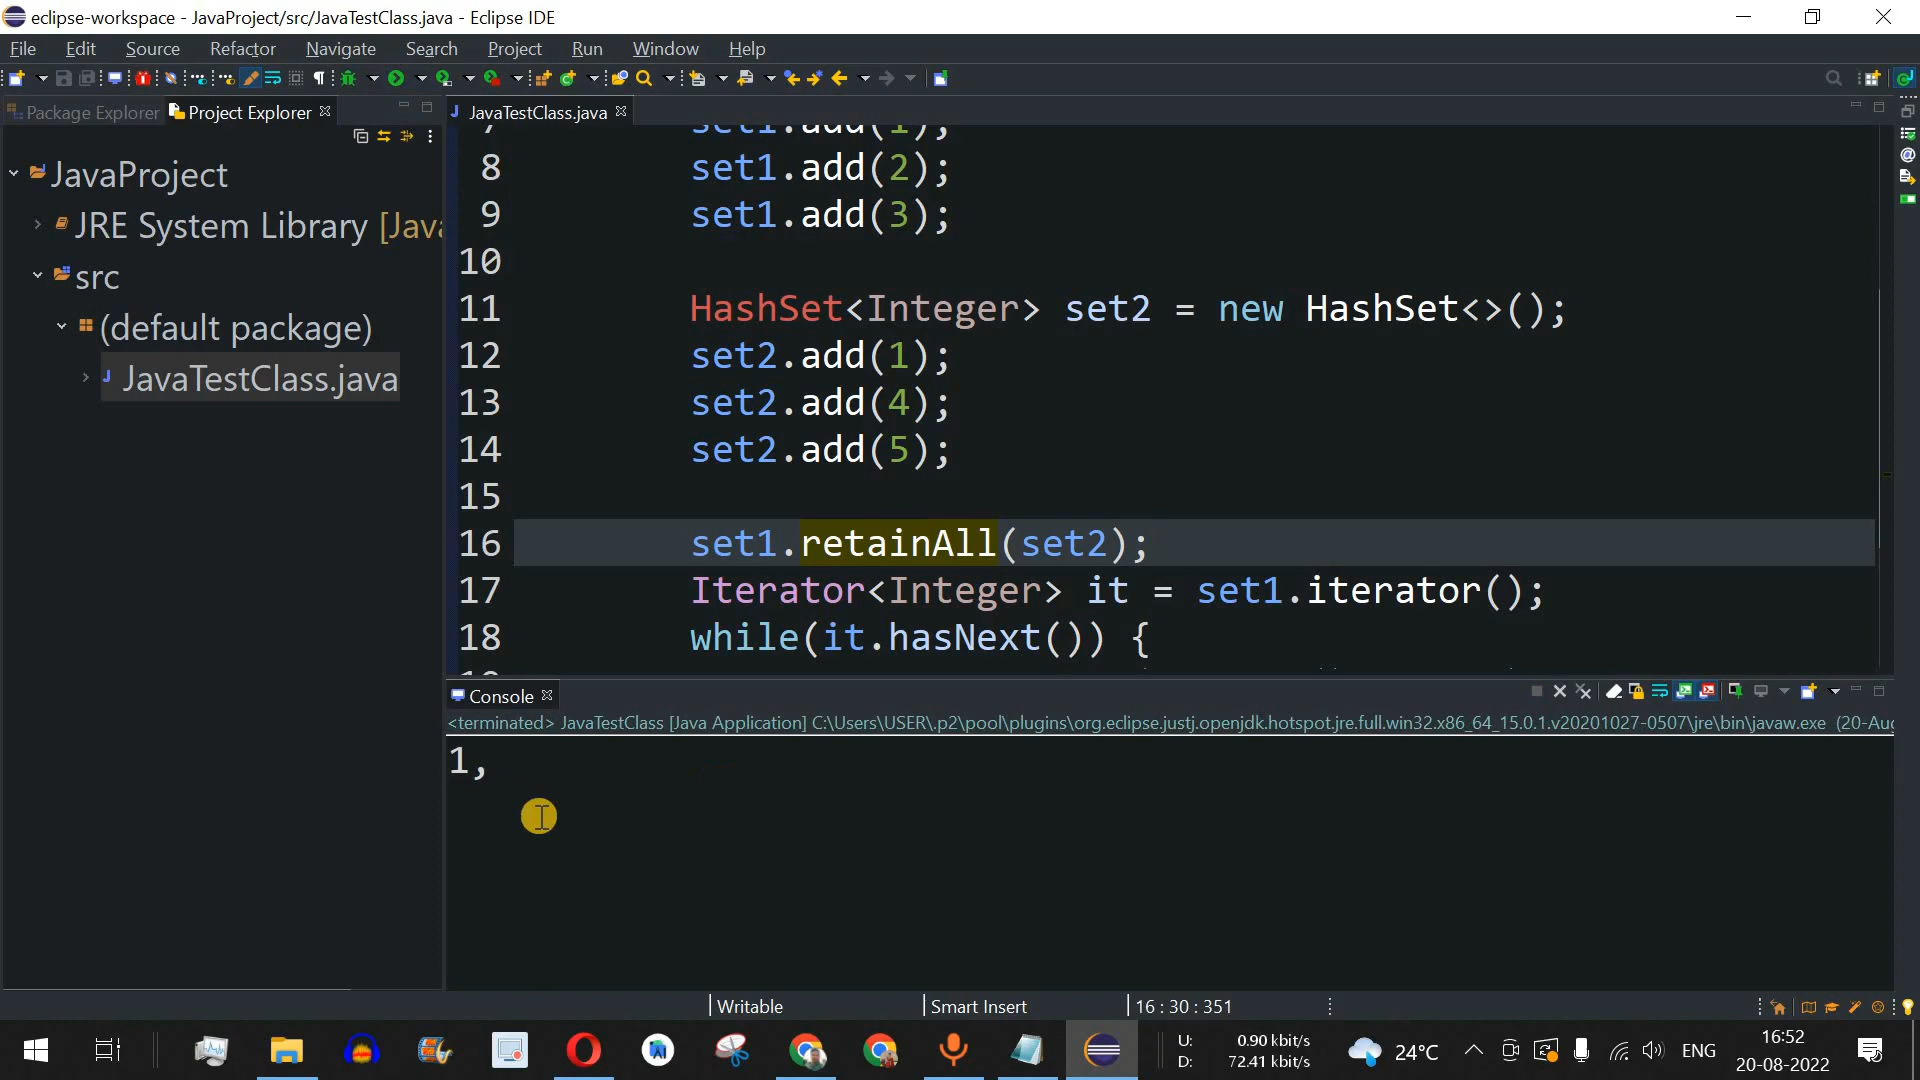 eclipse-workspace - JavaProject/src/JavaTestClass.java - Eclipse IDE
File Edit Source Refactor Navigate Search Project Run Window Help
Package Explorer Project Explorer
JavaTestClass.java
JavaProject
JRE System Library [Java
src
(default package)
JavaTestClass.java
7 set1.add(1);
8 set1.add(2);
9 set1.add(3);
10
11 HashSet<Integer> set2 = new HashSet<>();
12 set2.add(1);
13 set2.add(4);
14 set2.add(5);
15
16 set1.retainAll(set2);
17 Iterator<Integer> it = set1.iterator();
18 while(it.hasNext()) {
Console
<terminated> JavaTestClass [Java Application] C:\Users\USER\.p2\pool\plugins\org.eclipse.justj.openjdk.hotspot.jre.full.win32.x86_64_15.0.1.v20201027-0507\jre\bin\javaw.exe (20-Aug
1,
Writable Smart Insert 16 : 30 : 351
U: 0.90 kbit/s
D: 72.41 kbit/s
24°C
ENG
16:52
20-08-2022